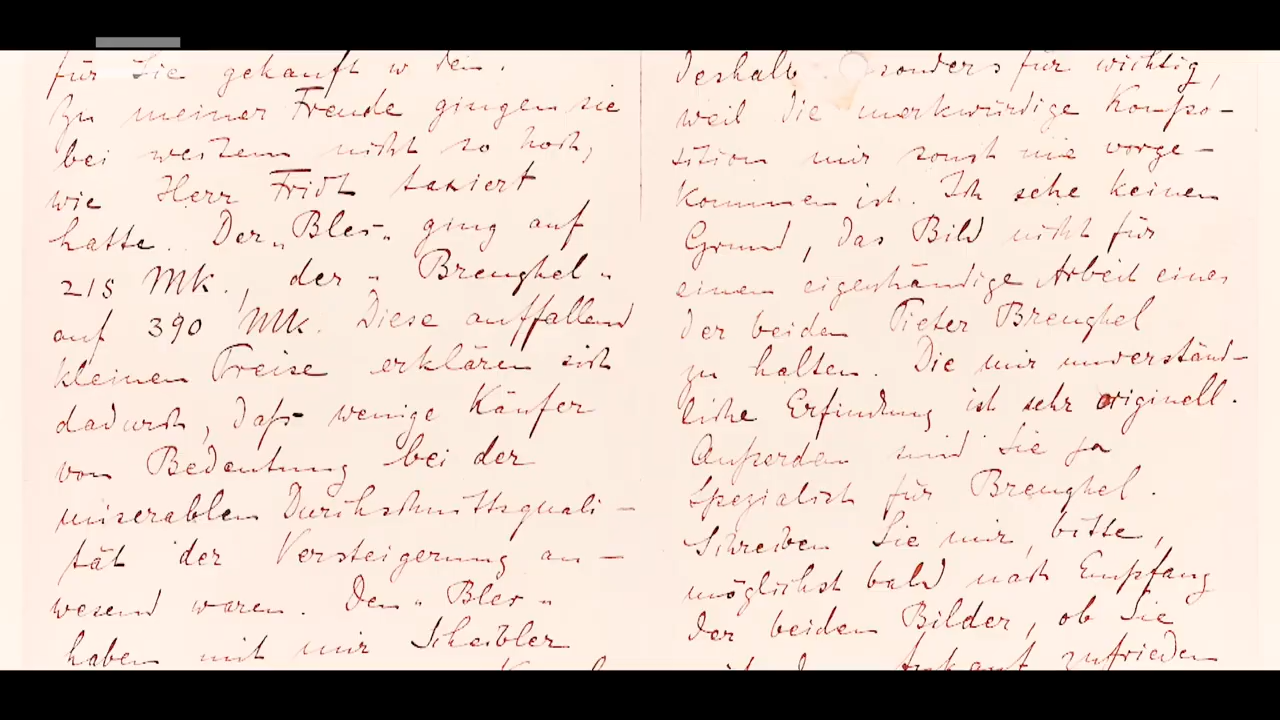 für Sie gekauft w den.
Zu meiner Freude gingen sie
bei weitem nicht so hoch,
wie Herr Fridt taxiert
hatte. Der „Bles“ ging auf
215 Mk., der „Breughel“
auf 390 Mk. Diese auffallend
kleinen Preise erklären sich
dadurch, daſs wenige Käufer
von Bedeutung bei der
miserablen Durchschnittsquali-
tät der Versteigerung an-
wesend waren. Den „Bles“
haben mit mir Scheibler
deshalb sonders für wichtig,
weil die merkwürdige Kompo-
sition mir sonst nie vorge-
kommen ist. Ich sehe keinen
Grund, das Bild nicht für
einen eigenhändige Arbeit eines
der beiden Pieter Breughel
zu halten. Die mir unverständ-
liche Erfindung ist sehr originell.
Auſserdem sind Sie ja
Spezialist für Breughel.
Schreiben Sie mir, bitte,
möglichst bald nach Empfang
der beiden Bilder, ob Sie
Ankauf zufrieden